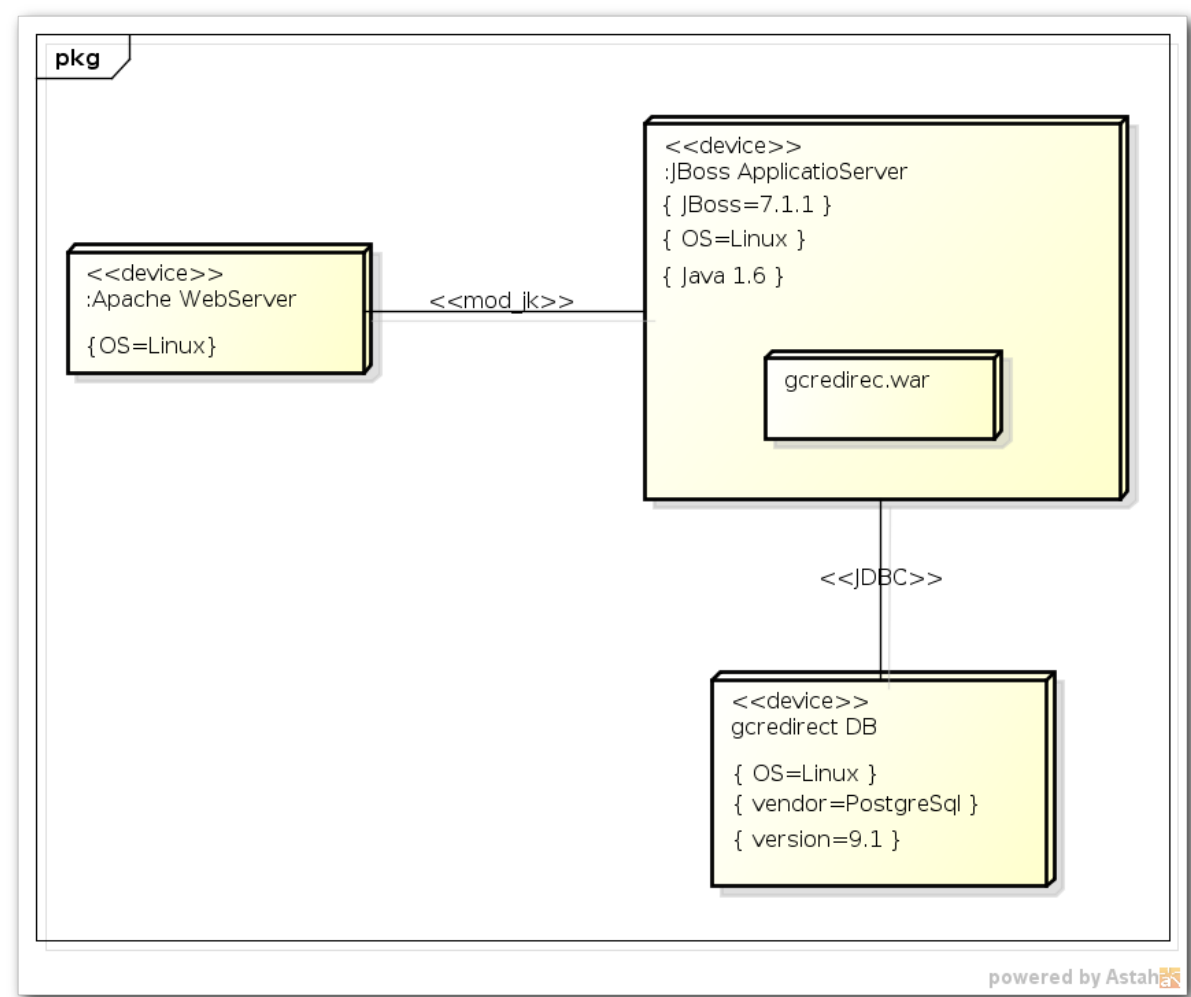 pkg
<<device>>
:JBoss ApplicatioServer
{ JBoss=7.1.1 }
{ OS=Linux }
{ Java 1.6 }
<<device>>
:Apache WebServer
{OS=Linux}
<<mod_jk>>
gcredirec.war
<<JDBC>>
<<device>>
gcredirect DB
{ OS=Linux }
{ vendor=PostgreSql }
{ version=9.1 }
powered by Astah